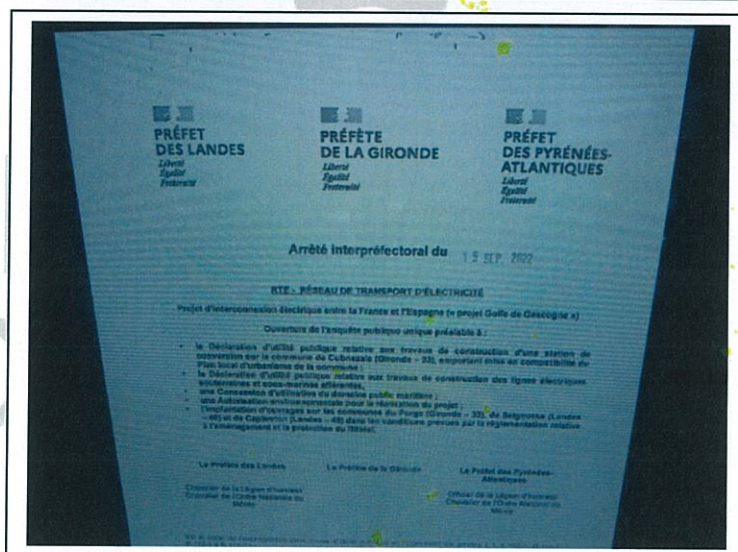 PRÉFET
DES LANDES
Liberté
Égalité
Fraternité
PRÉFÈTE
DE LA GIRONDE
Liberté
Égalité
Fraternité
PRÉFET
DES PYRÉNÉES-
ATLANTIQUES
Liberté
Égalité
Fraternité
Arrêté interpréfectoral du 15 SEP. 2022
RTE - RÉSEAU DE TRANSPORT D'ÉLECTRICITÉ
Projet d'interconnexion électrique entre la France et l'Espagne (« projet Golfe de Gascogne »)
Ouverture de l'enquête publique unique préalable à :
• la Déclaration d'utilité publique relative aux travaux de construction d'une station de
conversion sur la commune de Cubnezais (Gironde - 33), emportant mise en compatibilité du
Plan local d'urbanisme de la commune ;
• la Déclaration d'utilité publique relative aux travaux de construction des lignes électriques
souterraines et sous-marines afférentes,
• une Concession d'utilisation du domaine public maritime ;
• une Autorisation environnementale pour la réalisation du projet ;
• l'implantation d'ouvrages sur les communes du Porge (Gironde - 33), de Seignosse (Landes
- 40) et de Capbreton (Landes - 40) dans les conditions prévues par la réglementation relative
à l'aménagement et la protection du littoral.
La Préfète des Landes
La Préfète de la Gironde
Le Préfet des Pyrénées-
Atlantiques
Chevalier de la Légion d'honneur
Chevalier de l'Ordre Nationale du
Mérite
Officier de la Légion d'honneur
Chevalier de l'Ordre National du
Mérite